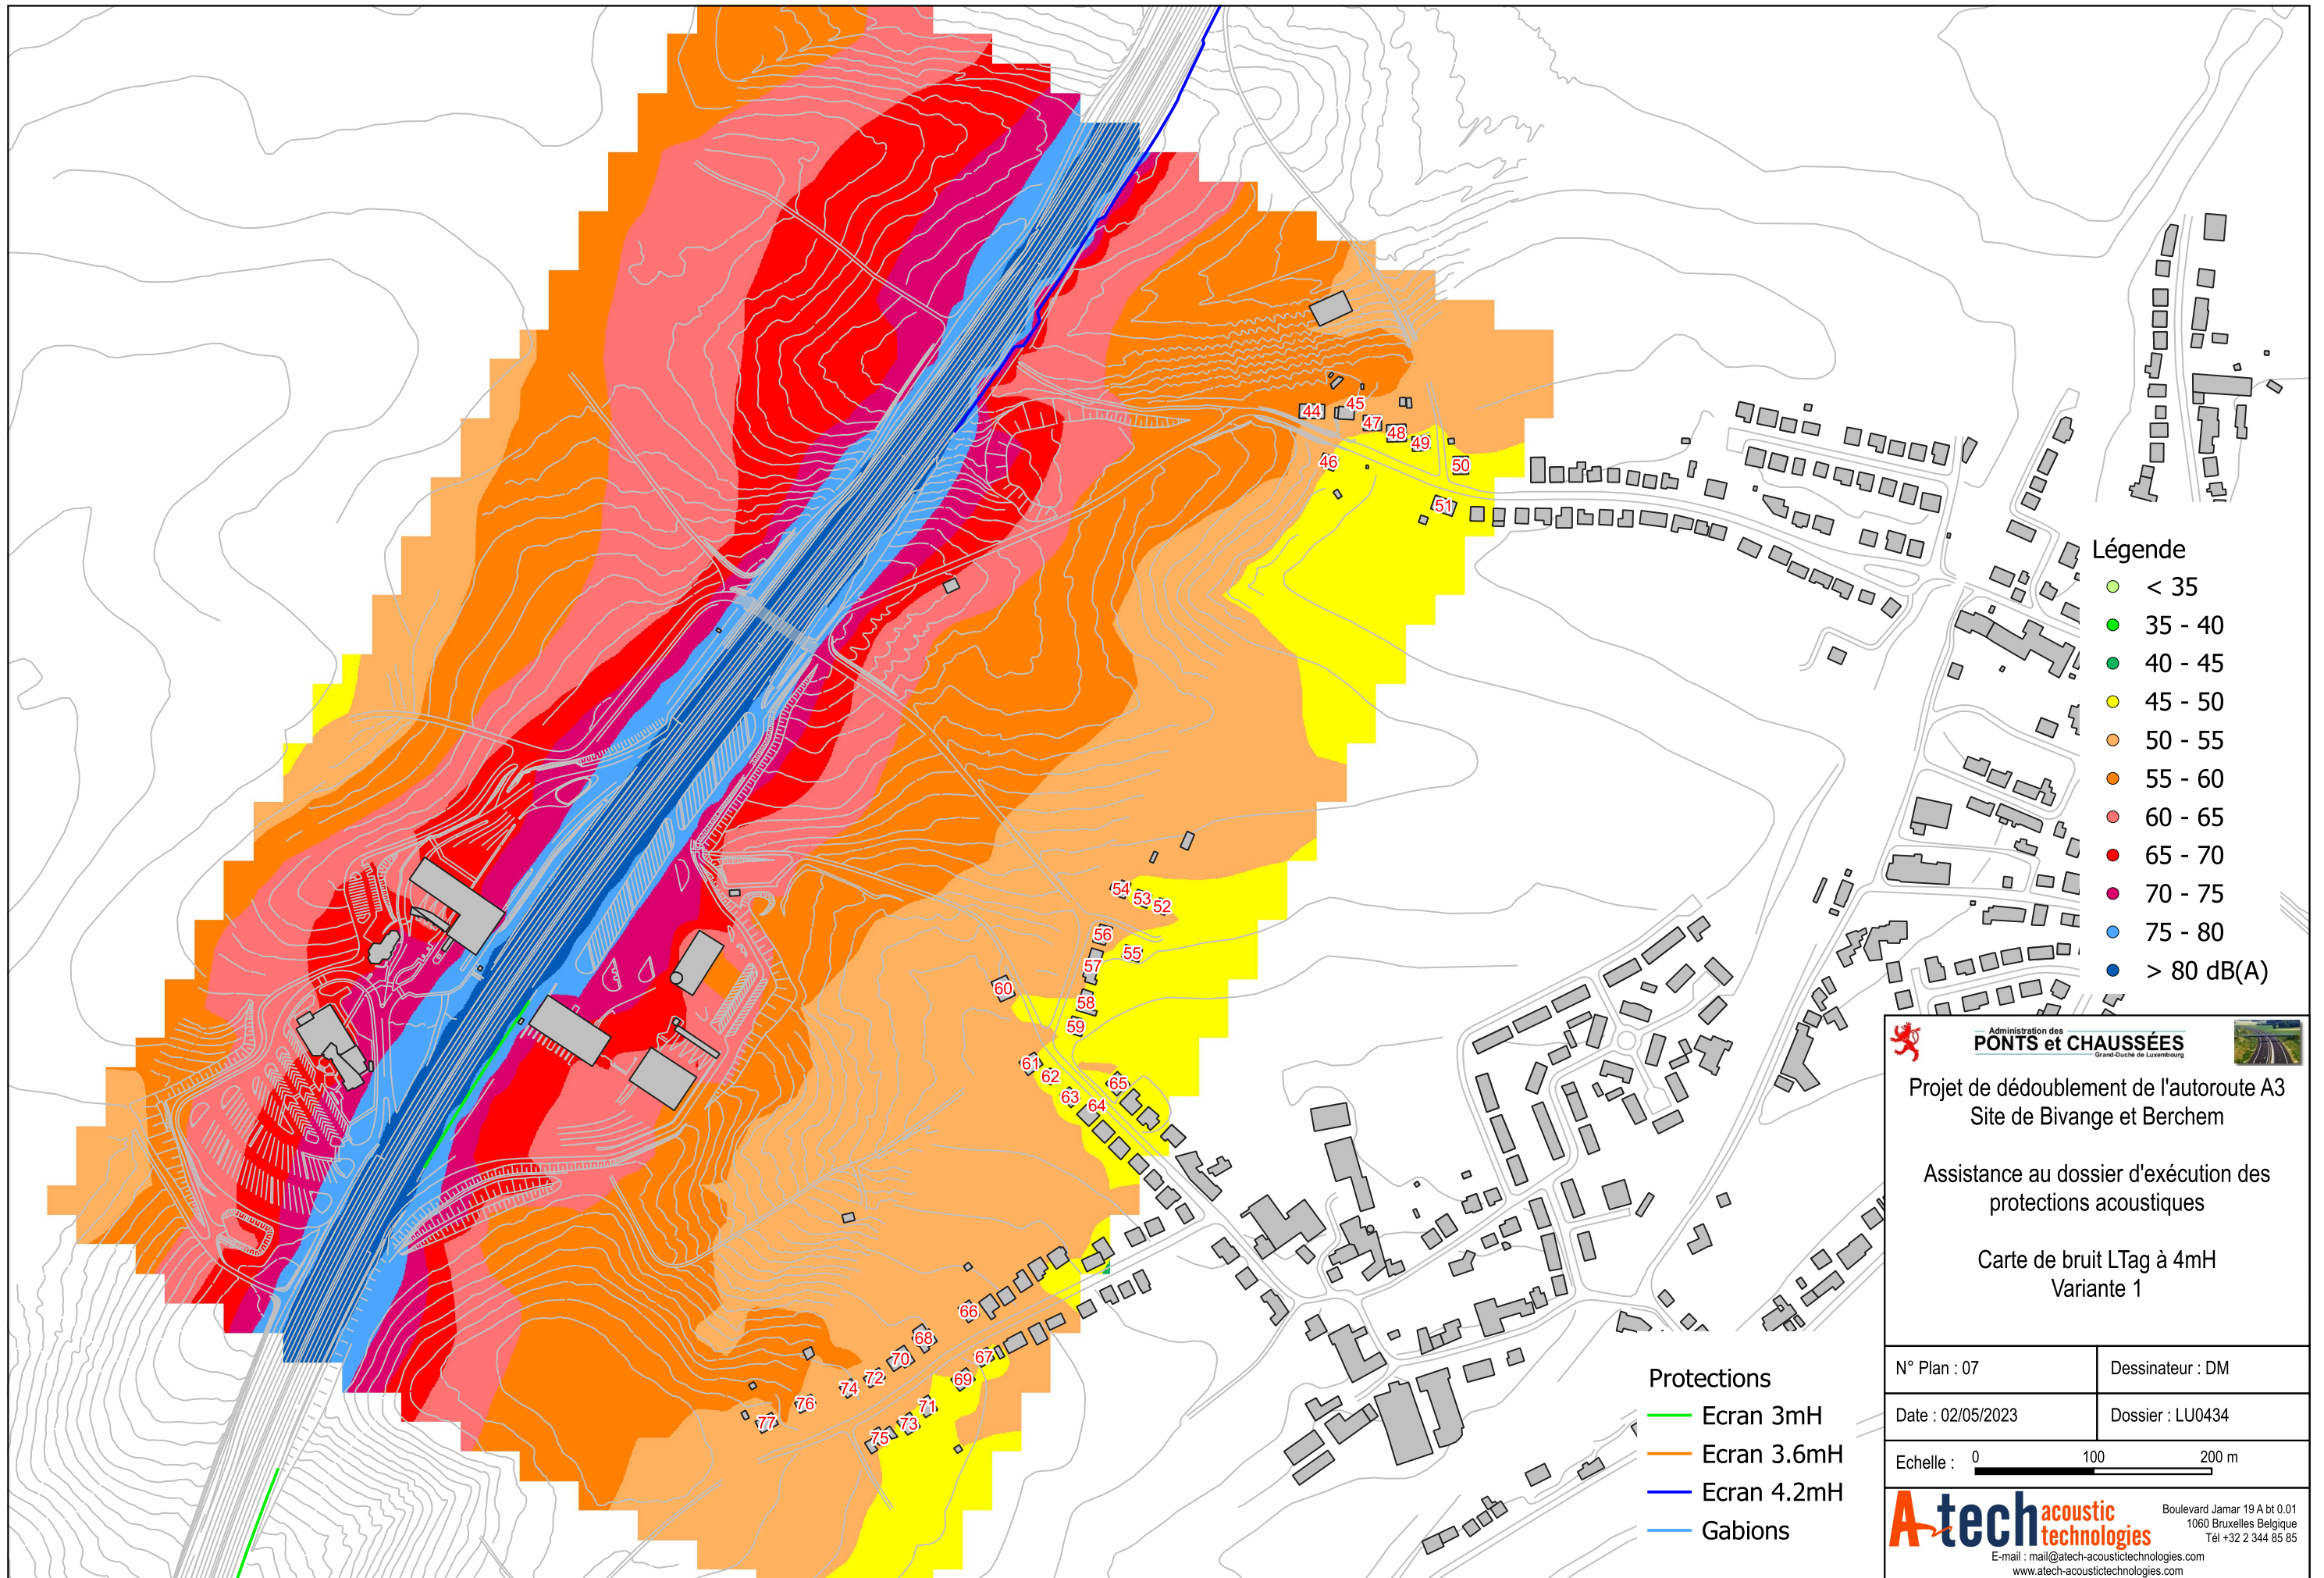 44
45
47
48
49
46
50
51
54
53
52
56
55
57
60
58
59
61
62
65
63
64
66
68
67
70
72
69
74
76
71
77
73
75
Légende
< 35
35 - 40
40 - 45
45 - 50
50 - 55
55 - 60
60 - 65
65 - 70
70 - 75
75 - 80
> 80 dB(A)
Protections
Ecran 3mH
Ecran 3.6mH
Ecran 4.2mH
Gabions
Administration des
PONTS et CHAUSSÉES
Grand-Duché de Luxembourg
Projet de dédoublement de l'autoroute A3
Site de Bivange et Berchem
Assistance au dossier d'exécution des
protections acoustiques
Carte de bruit LTag à 4mH
Variante 1
N° Plan : 07
Dessinateur : DM
Date : 02/05/2023
Dossier : LU0434
Echelle :
0 100 200 m
A-tech acoustic technologies
Boulevard Jamar 19 A bt 0.01
1060 Bruxelles Belgique
Tél +32 2 344 85 85
E-mail : mail@atech-acoustictechnologies.com
www.atech-acoustictechnologies.com